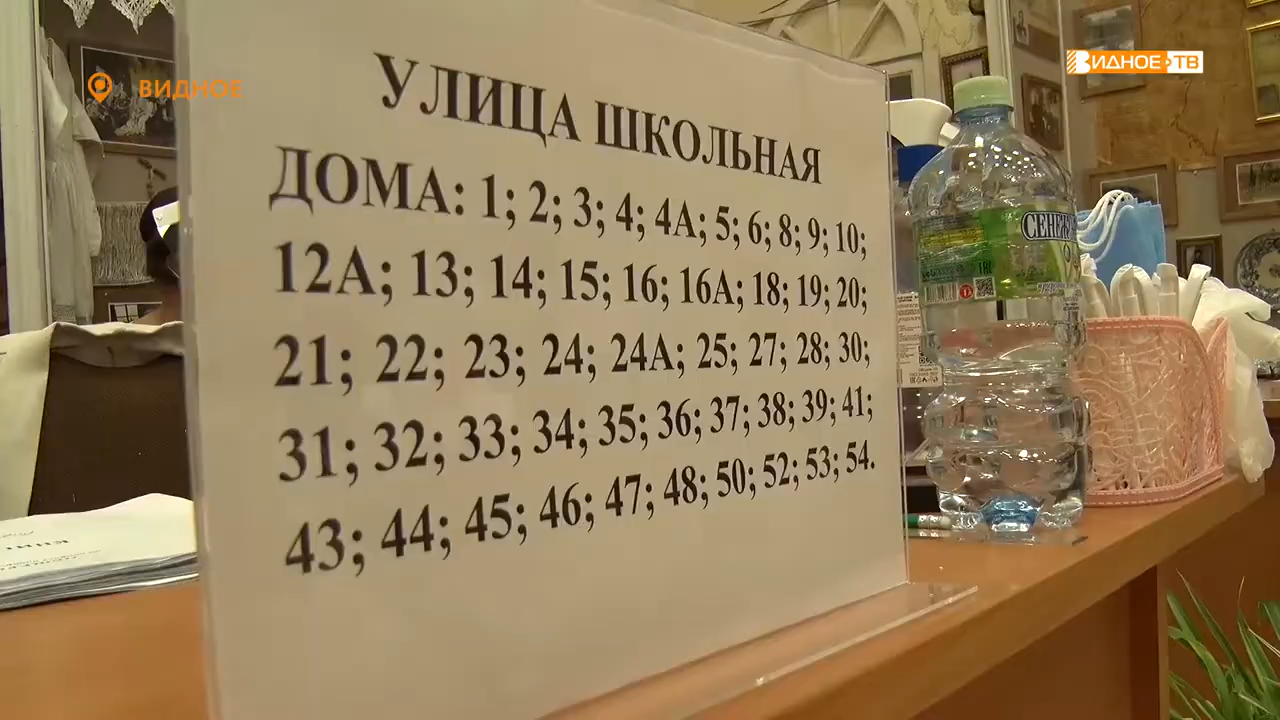 ВИДНОЕ
ВИДНОЕ ТВ
УЛИЦА ШКОЛЬНАЯ
ДОМА: 1; 2; 3; 4; 4А; 5; 6; 8; 9; 10;
12А; 13; 14; 15; 16; 16А; 18; 19; 20;
21; 22; 23; 24; 24А; 25; 27; 28; 30;
31; 32; 33; 34; 35; 36; 37; 38; 39; 41;
43; 44; 45; 46; 47; 48; 50; 52; 53; 54.